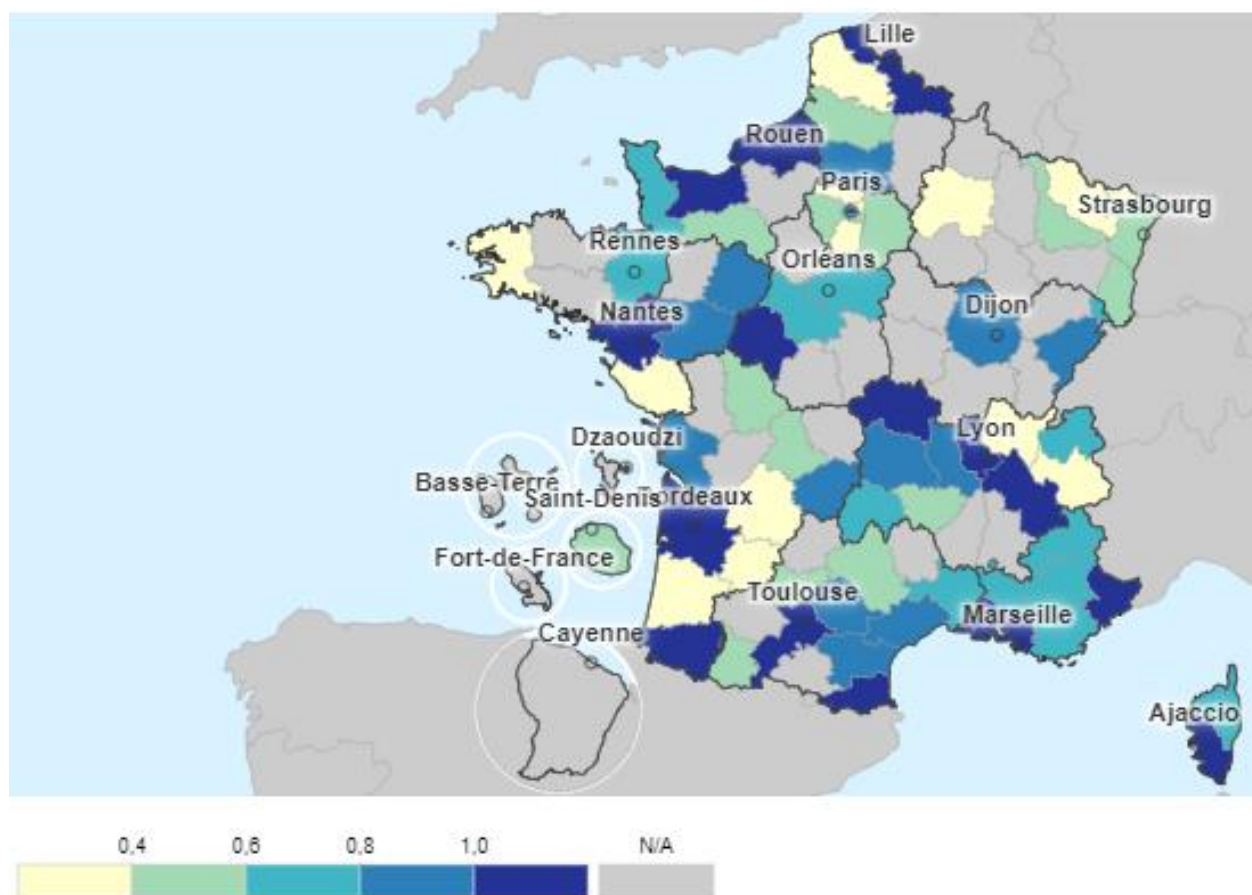 Lille
Rouen
Paris
Strasbourg
Rennes
Orléans
Nantes
Dijon
Lyon
Dzaoudzi
Basse-Terre
Saint-Denis
Bordeaux
Fort-de-France
Toulouse
Marseille
Cayenne
Ajaccio
0,4 0,6 0,8 1,0 N/A